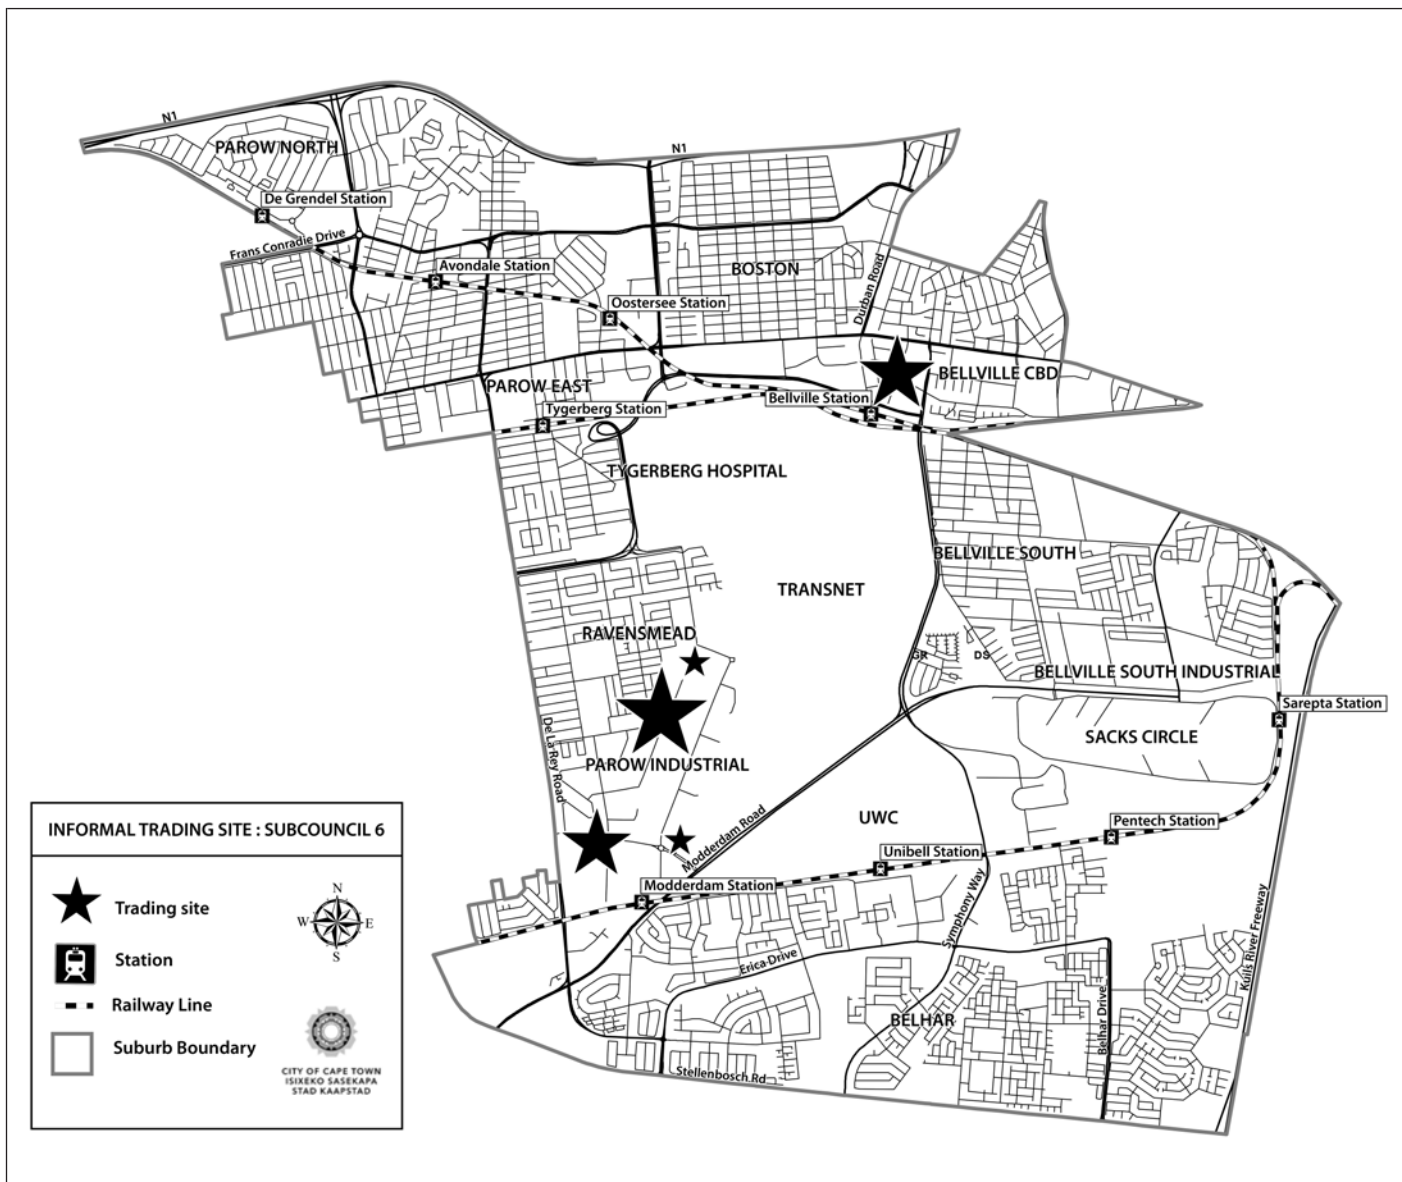 N1
PAROW NORTH
N1
De Grendel Station
Frans Conradie Drive
Avondale Station
BOSTON
Durban Road
Oostersee Station
BELLVILLE CBD
PAROW EAST
Bellville Station
Tygerberg Station
TYGERBERG HOSPITAL
BELLVILLE SOUTH
TRANSNET
RAVENSMEAD
GR
DS
BELLVILLE SOUTH INDUSTRIAL
Sarepta Station
De La Rey Road
SACKS CIRCLE
PAROW INDUSTRIAL
Modderdam Road
UWC
Pentech Station
Unibell Station
Modderdam Station
Symphony Way
Kuils River Freeway
Erica Drive
BELHAR
Belhar Drive
Stellenbosch Rd
INFORMAL TRADING SITE : SUBCOUNCIL 6
Trading site
N
W
E
S
Station
Railway Line
Suburb Boundary
CITY OF CAPE TOWN
ISIXEKO SASEKAPA
STAD KAAPSTAD